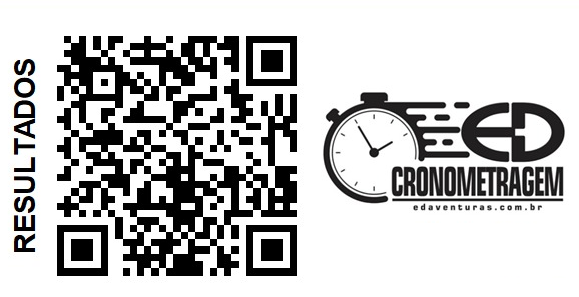 RESULTADOS
ED
CRONOMETRAGEM
edaventuras.com.br